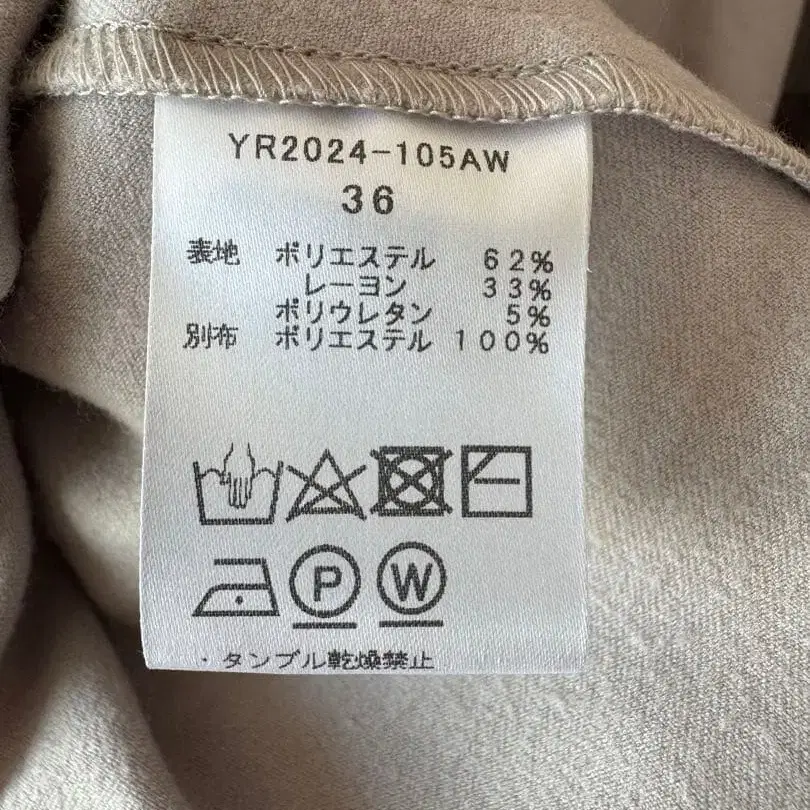 YR2024-105AW
36
表地 ポリエステル 62%
レーヨン 33%
ポリウレタン 5%
別布 ポリエステル 100%
P W
・タンブル乾燥禁止